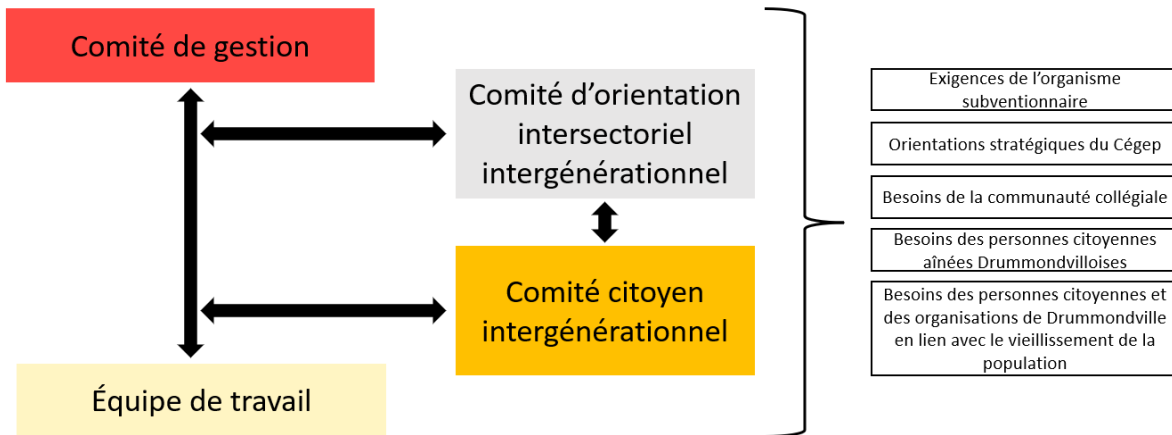 Comité de gestion
Comité d’orientation
intersectoriel
intergénérationnel
Comité citoyen
intergénérationnel
Équipe de travail
Exigences de l’organisme
subventionnaire
Orientations stratégiques du Cégep
Besoins de la communauté collégiale
Besoins des personnes citoyennes
aînées Drummondvilloises
Besoins des personnes citoyennes et
des organisations de Drummondville
en lien avec le vieillissement de la
population